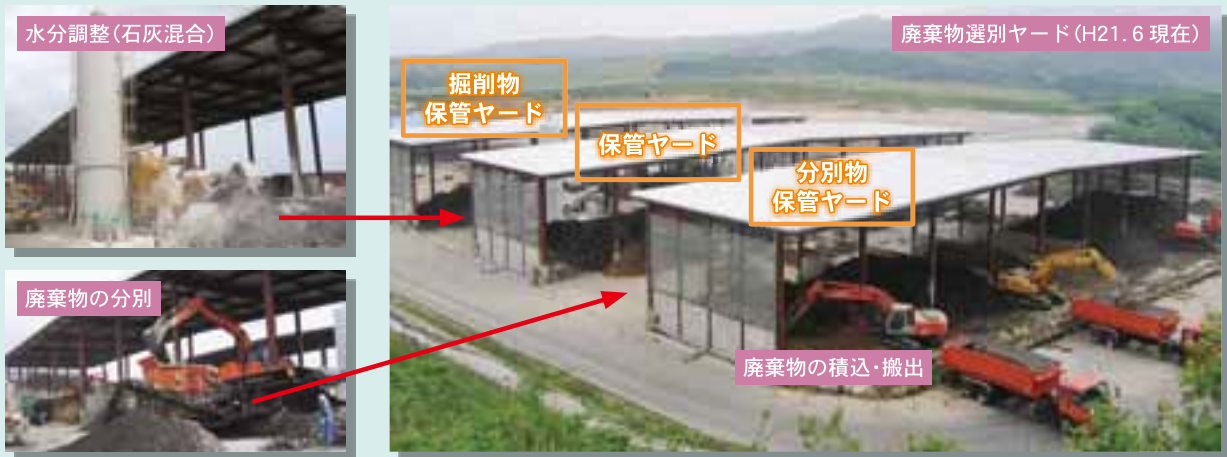 水分調整(石灰混合)
廃棄物選別ヤード(H21.6現在)
掘削物
保管ヤード
保管ヤード
分別物
保管ヤード
廃棄物の分別
廃棄物の積込・搬出